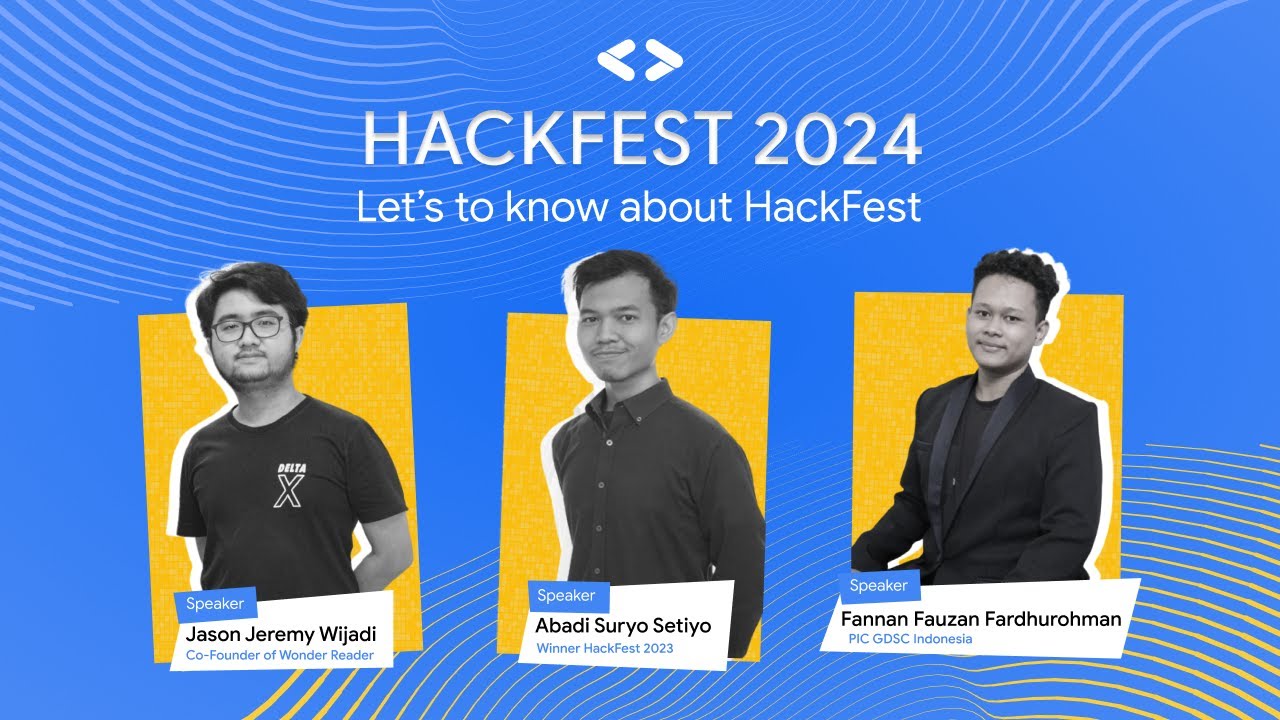 HACKFEST 2024
Let's to know about HackFest
DELTA
X
Speaker
Jason Jeremy Wijadi
Co-Founder of Wonder Reader
Speaker
Abadi Suryo Setiyo
Winner HackFest 2023
Speaker
Fannan Fauzan Fardhurohman
PIC GDSC Indonesia